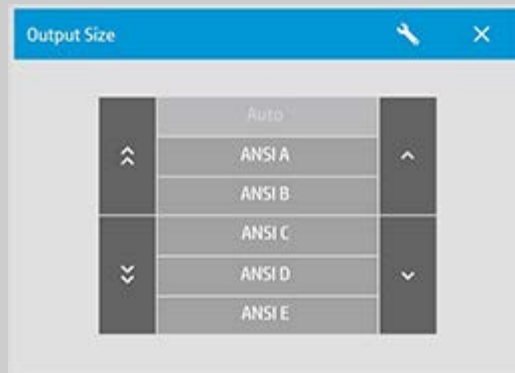 Output Size
Auto
ANSI A
ANSI B
ANSI C
ANSI D
ANSI E